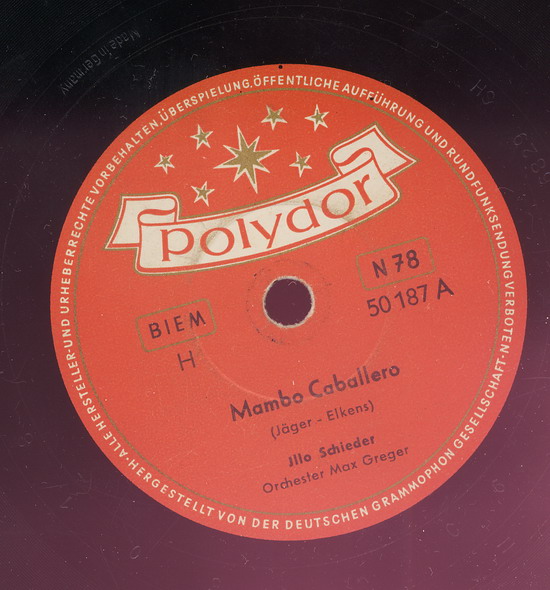 Made in Germany
ALLE HERSTELLER-UND URHEBERRECHTE VORBEHALTEN, ÜBERSPIELUNG, ÖFFENTLICHE AUFFÜHRUNG UND RUNDFUNKSENDUNG VERBOTEN.
polydor
N 78
50 187 A
BIEM
H
Mambo Caballero
(Jäger - Elkens)
Jllo Schieder
Orchester Max Greger
HERGESTELLT VON DER DEUTSCHEN GRAMMOPHON GESELLSCHAFT